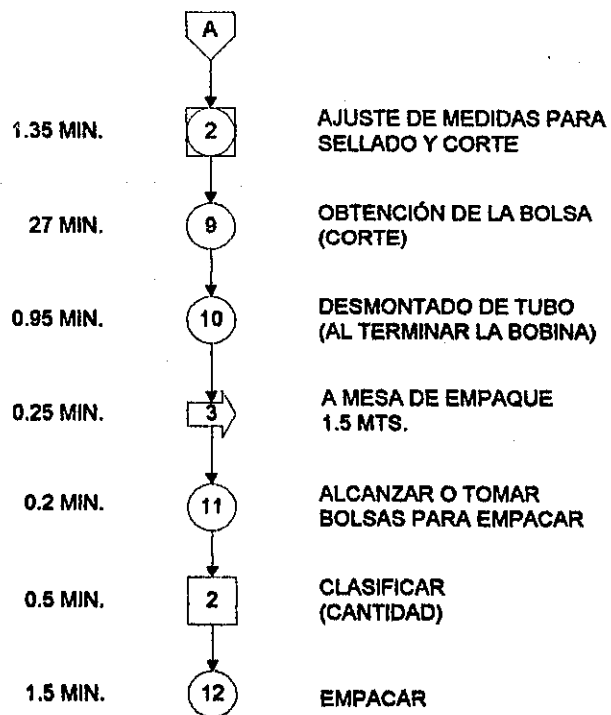 A
1.35 MIN.
2
AJUSTE DE MEDIDAS PARA
SELLADO Y CORTE
27 MIN.
9
OBTENCIÓN DE LA BOLSA
(CORTE)
0.95 MIN.
10
DESMONTADO DE TUBO
(AL TERMINAR LA BOBINA)
0.25 MIN.
3
A MESA DE EMPAQUE
1.5 MTS.
0.2 MIN.
11
ALCANZAR O TOMAR
BOLSAS PARA EMPACAR
0.5 MIN.
2
CLASIFICAR
(CANTIDAD)
1.5 MIN.
12
EMPACAR